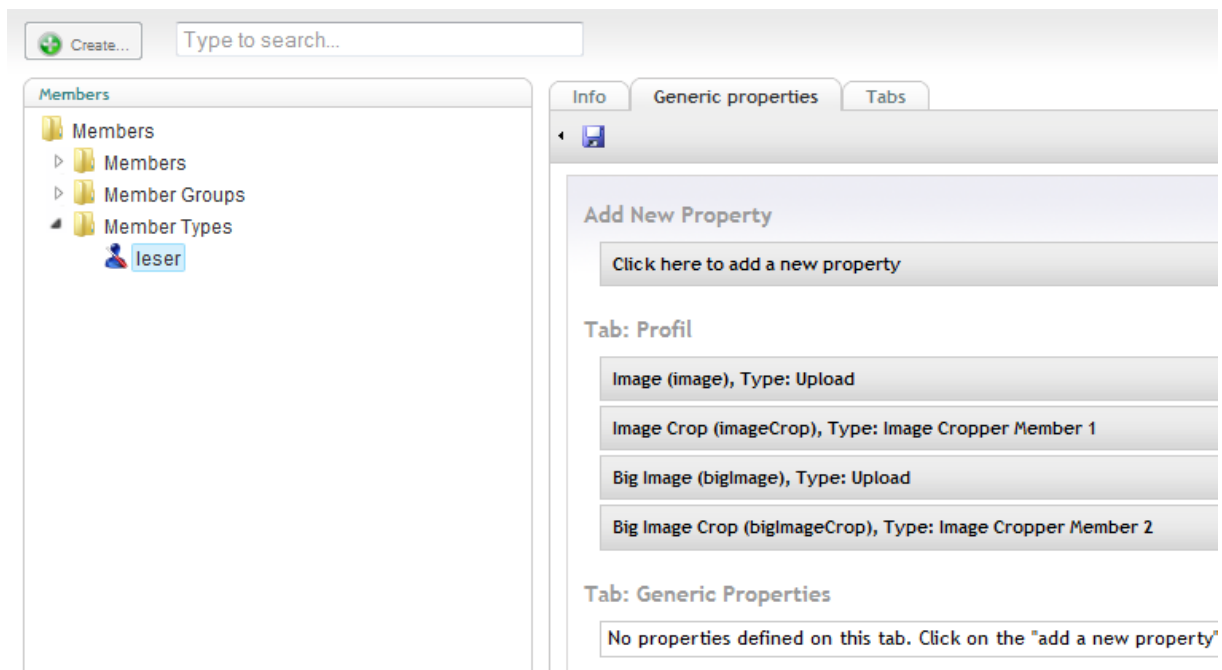 Create...
Type to search...
Members
Members
Members
Member Groups
Member Types
leser
Info
Generic properties
Tabs
Add New Property
Click here to add a new property
Tab: Profil
Image (image), Type: Upload
Image Crop (imageCrop), Type: Image Cropper Member 1
Big Image (bigImage), Type: Upload
Big Image Crop (bigImageCrop), Type: Image Cropper Member 2
Tab: Generic Properties
No properties defined on this tab. Click on the "add a new property"